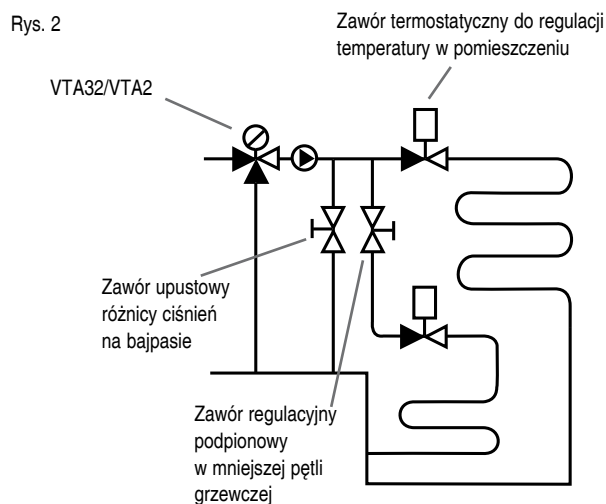 Rys. 2
Zawór termostatyczny do regulacji
temperatury w pomieszczeniu
VTA32/VTA2
Zawór upustowy
różnicy ciśnień
na bajpasie
Zawór regulacyjny
podpionowy
w mniejszej pętli
grzewczej